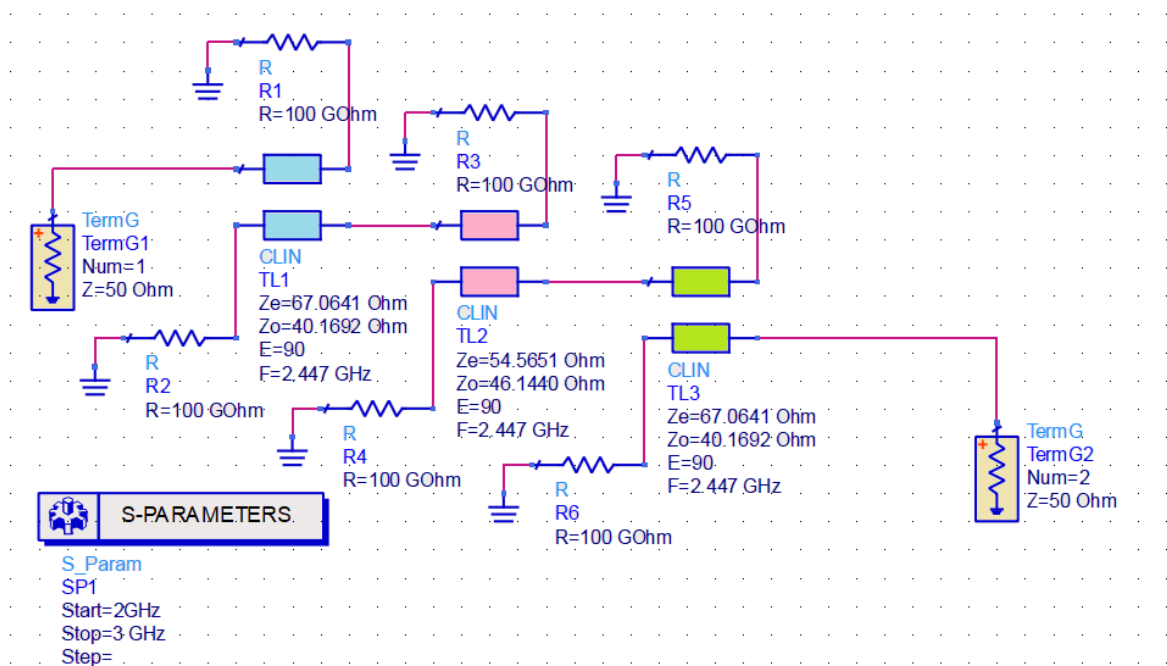 R
R1
R=100 GOhm
R
R3
R=100 GOhm
R
R5
R=100 GOhm
TermG
TermG1
Num=1
Z=50 Ohm
CLIN
TL1
Ze=67.0641 Ohm
Zo=40.1692 Ohm
E=90
F=2.447 GHz
R
R2
R=100 GOhm
CLIN
TL2
Ze=54.5651 Ohm
Zo=46.1440 Ohm
E=90
F=2.447 GHz
R
R4
R=100 GOhm
CLIN
TL3
Ze=67.0641 Ohm
Zo=40.1692 Ohm
E=90
F=2.447 GHz
R
R6
R=100 GOhm
TermG
TermG2
Num=2
Z=50 Ohm
S-PARAMETERS
S_Param
SP1
Start=2GHz
Stop=3 GHz
Step=